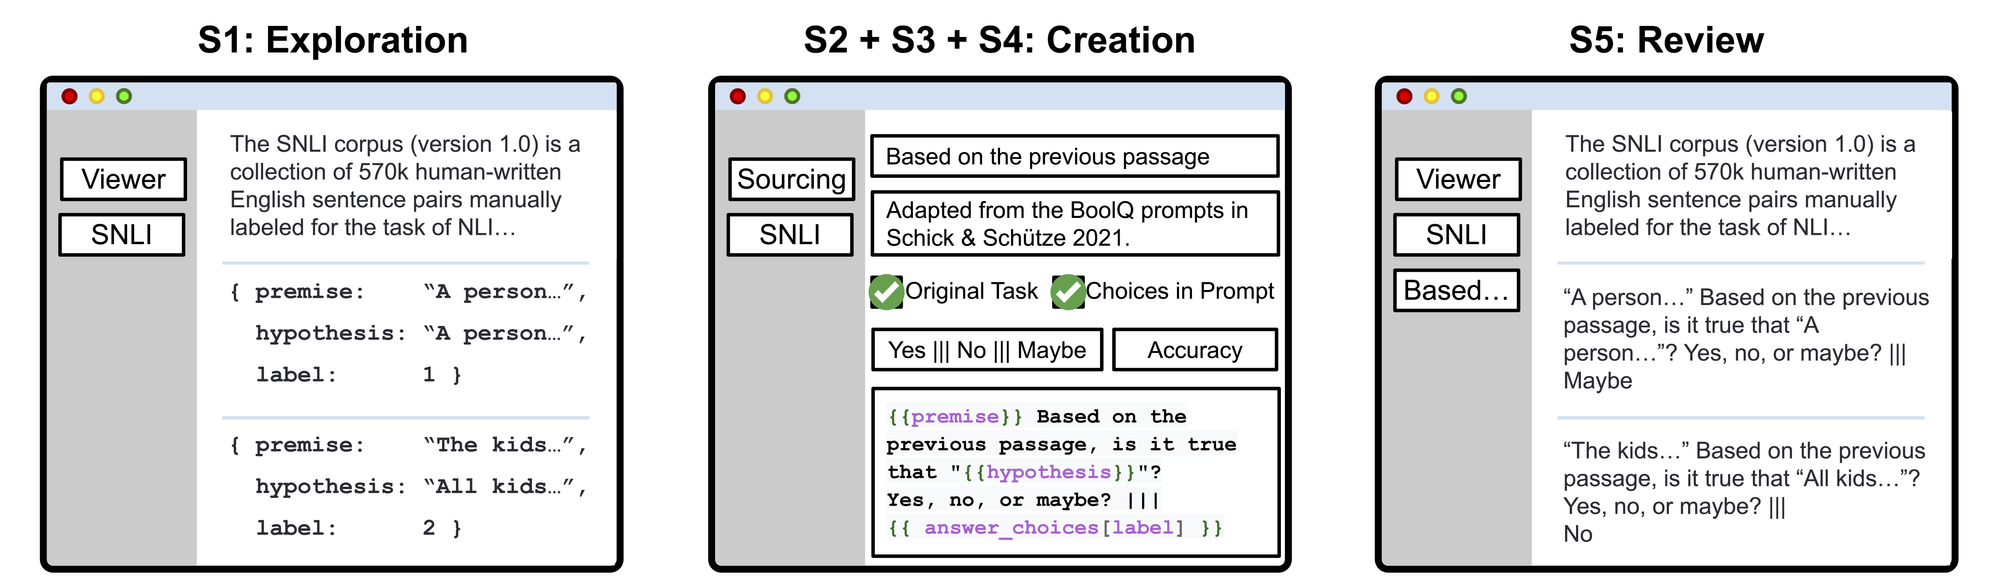 S1: Exploration
Viewer
SNLI
The SNLI corpus (version 1.0) is a
collection of 570k human-written
English sentence pairs manually
labeled for the task of NLI…
{ premise: “A person…”,
hypothesis: “A person…”,
label: 1 }
{ premise: “The kids…”,
hypothesis: “All kids…”,
label: 2 }
S2 + S3 + S4: Creation
Sourcing
SNLI
Based on the previous passage
Adapted from the BoolQ prompts in
Schick & Schütze 2021.
Original Task Choices in Prompt
Yes ||| No ||| Maybe Accuracy
{{premise}} Based on the
previous passage, is it true
that "{{hypothesis}}"?
Yes, no, or maybe? |||
{{ answer_choices[label] }}
S5: Review
Viewer
SNLI
Based…
The SNLI corpus (version 1.0) is a
collection of 570k human-written
English sentence pairs manually
labeled for the task of NLI…
“A person…” Based on the previous
passage, is it true that “A
person…”? Yes, no, or maybe? |||
Maybe
“The kids…” Based on the previous
passage, is it true that “All kids…”?
Yes, no, or maybe? |||
No